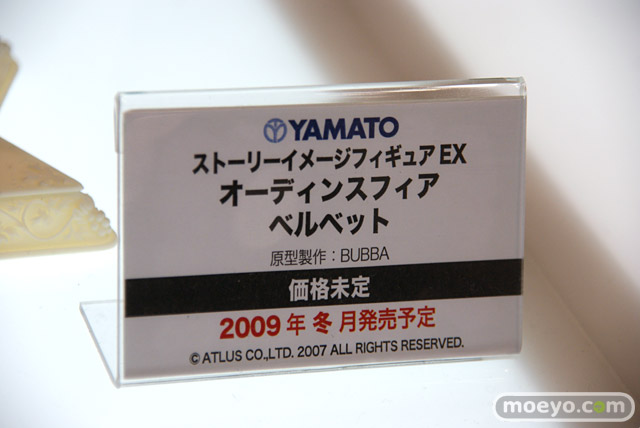 YAMATO
ストーリーイメージフィギュアEX
オーディンスフィア
ベルベット
原型製作：BUBBA
価格未定
2009年 冬 月発売予定
©ATLUS CO.,LTD. 2007 ALL RIGHTS RESERVED.
moeyo.com